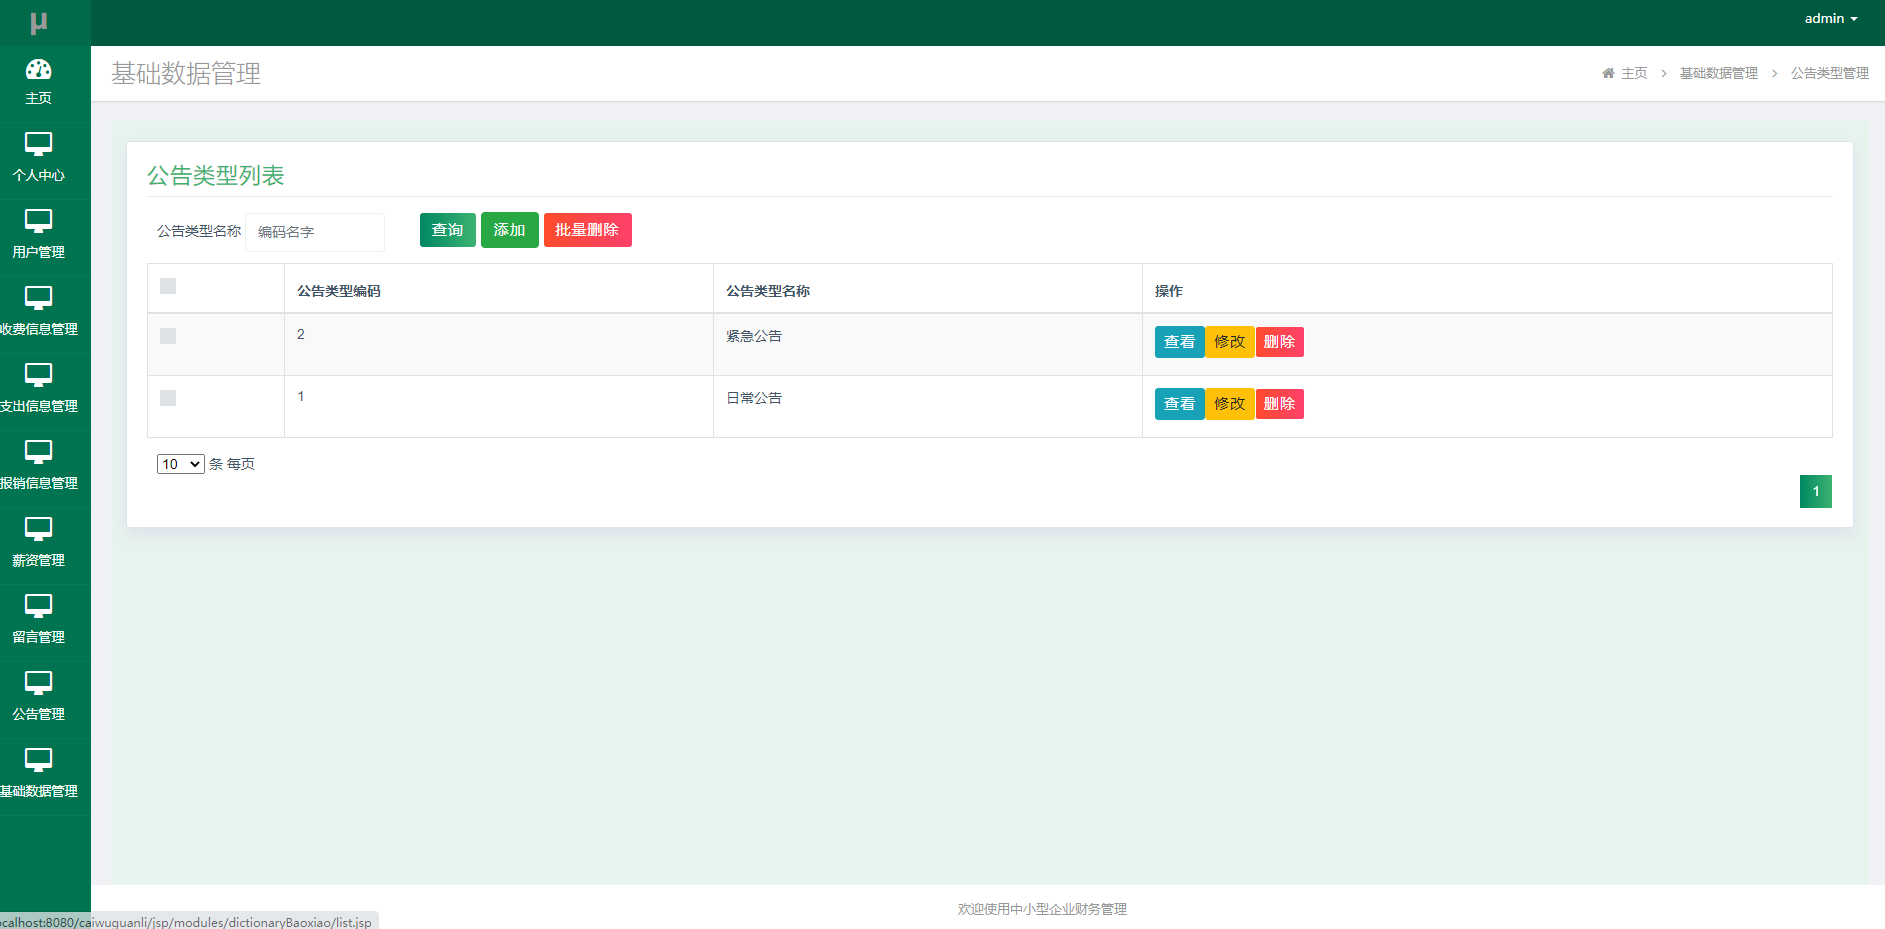 µ
admin
基础数据管理
主页 > 基础数据管理 > 公告类型管理
主页
个人中心
用户管理
收费信息管理
支出信息管理
报销信息管理
薪资管理
留言管理
公告管理
基础数据管理
公告类型列表
公告类型名称 编码名字 查询 添加 批量删除
公告类型编码 公告类型名称 操作
2 紧急公告 查看 修改 删除
1 日常公告 查看 修改 删除
10 条 每页
1
欢迎使用中小型企业财务管理
ocalhost:8080/caiwuguanli/jsp/modules/dictionaryBaoxiao/list.jsp